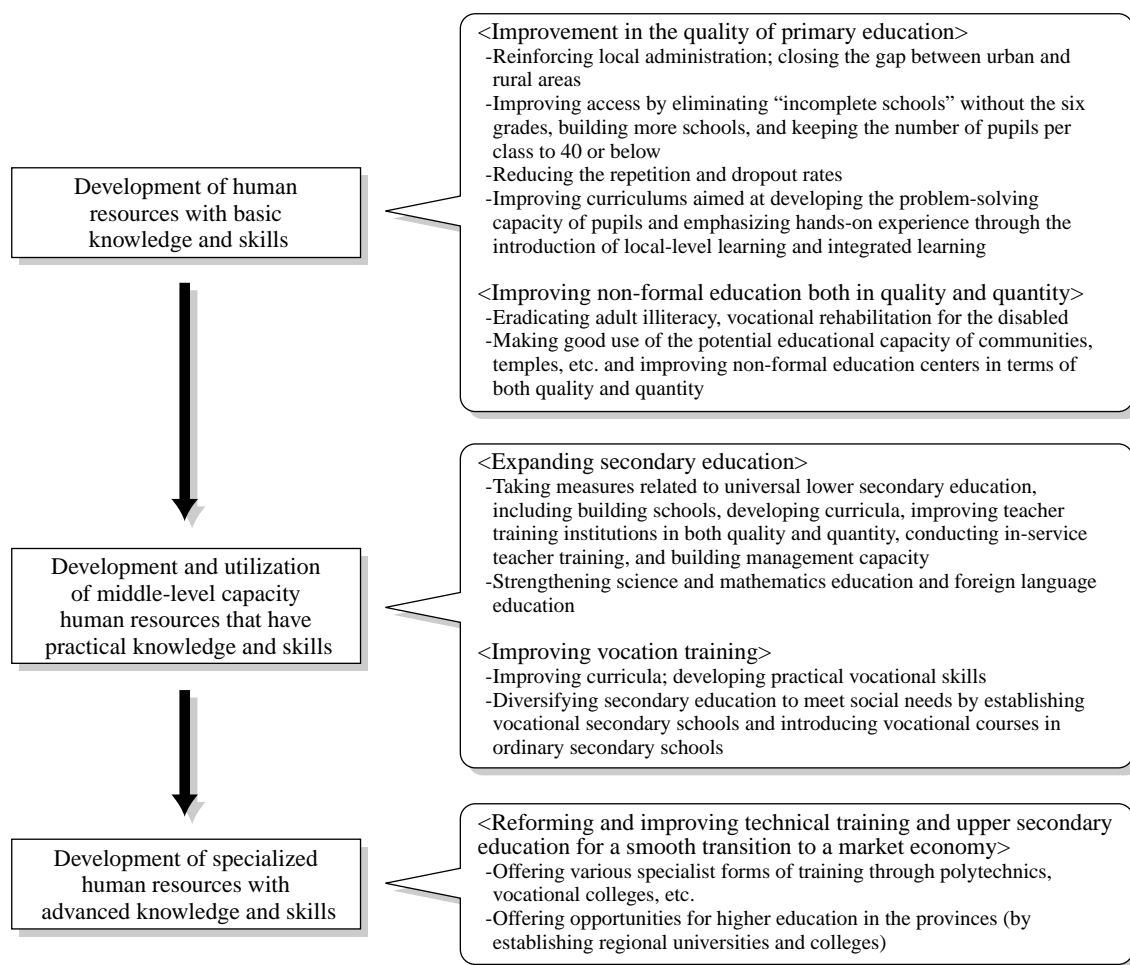 Development of human
resources with basic
knowledge and skills
<Improvement in the quality of primary education>
-Reinforcing local administration; closing the gap between urban and
rural areas
-Improving access by eliminating “incomplete schools” without the six
grades, building more schools, and keeping the number of pupils per
class to 40 or below
-Reducing the repetition and dropout rates
-Improving curriculums aimed at developing the problem-solving
capacity of pupils and emphasizing hands-on experience through the
introduction of local-level learning and integrated learning
<Improving non-formal education both in quality and quantity>
-Eradicating adult illiteracy, vocational rehabilitation for the disabled
-Making good use of the potential educational capacity of communities,
temples, etc. and improving non-formal education centers in terms of
both quality and quantity
Development and utilization
of middle-level capacity
human resources that have
practical knowledge and skills
<Expanding secondary education>
-Taking measures related to universal lower secondary education,
including building schools, developing curricula, improving teacher
training institutions in both quality and quantity, conducting in-service
teacher training, and building management capacity
-Strengthening science and mathematics education and foreign language
education
<Improving vocation training>
-Improving curricula; developing practical vocational skills
-Diversifying secondary education to meet social needs by establishing
vocational secondary schools and introducing vocational courses in
ordinary secondary schools
Development of specialized
human resources with
advanced knowledge and skills
<Reforming and improving technical training and upper secondary
education for a smooth transition to a market economy>
-Offering various specialist forms of training through polytechnics,
vocational colleges, etc.
-Offering opportunities for higher education in the provinces (by
establishing regional universities and colleges)